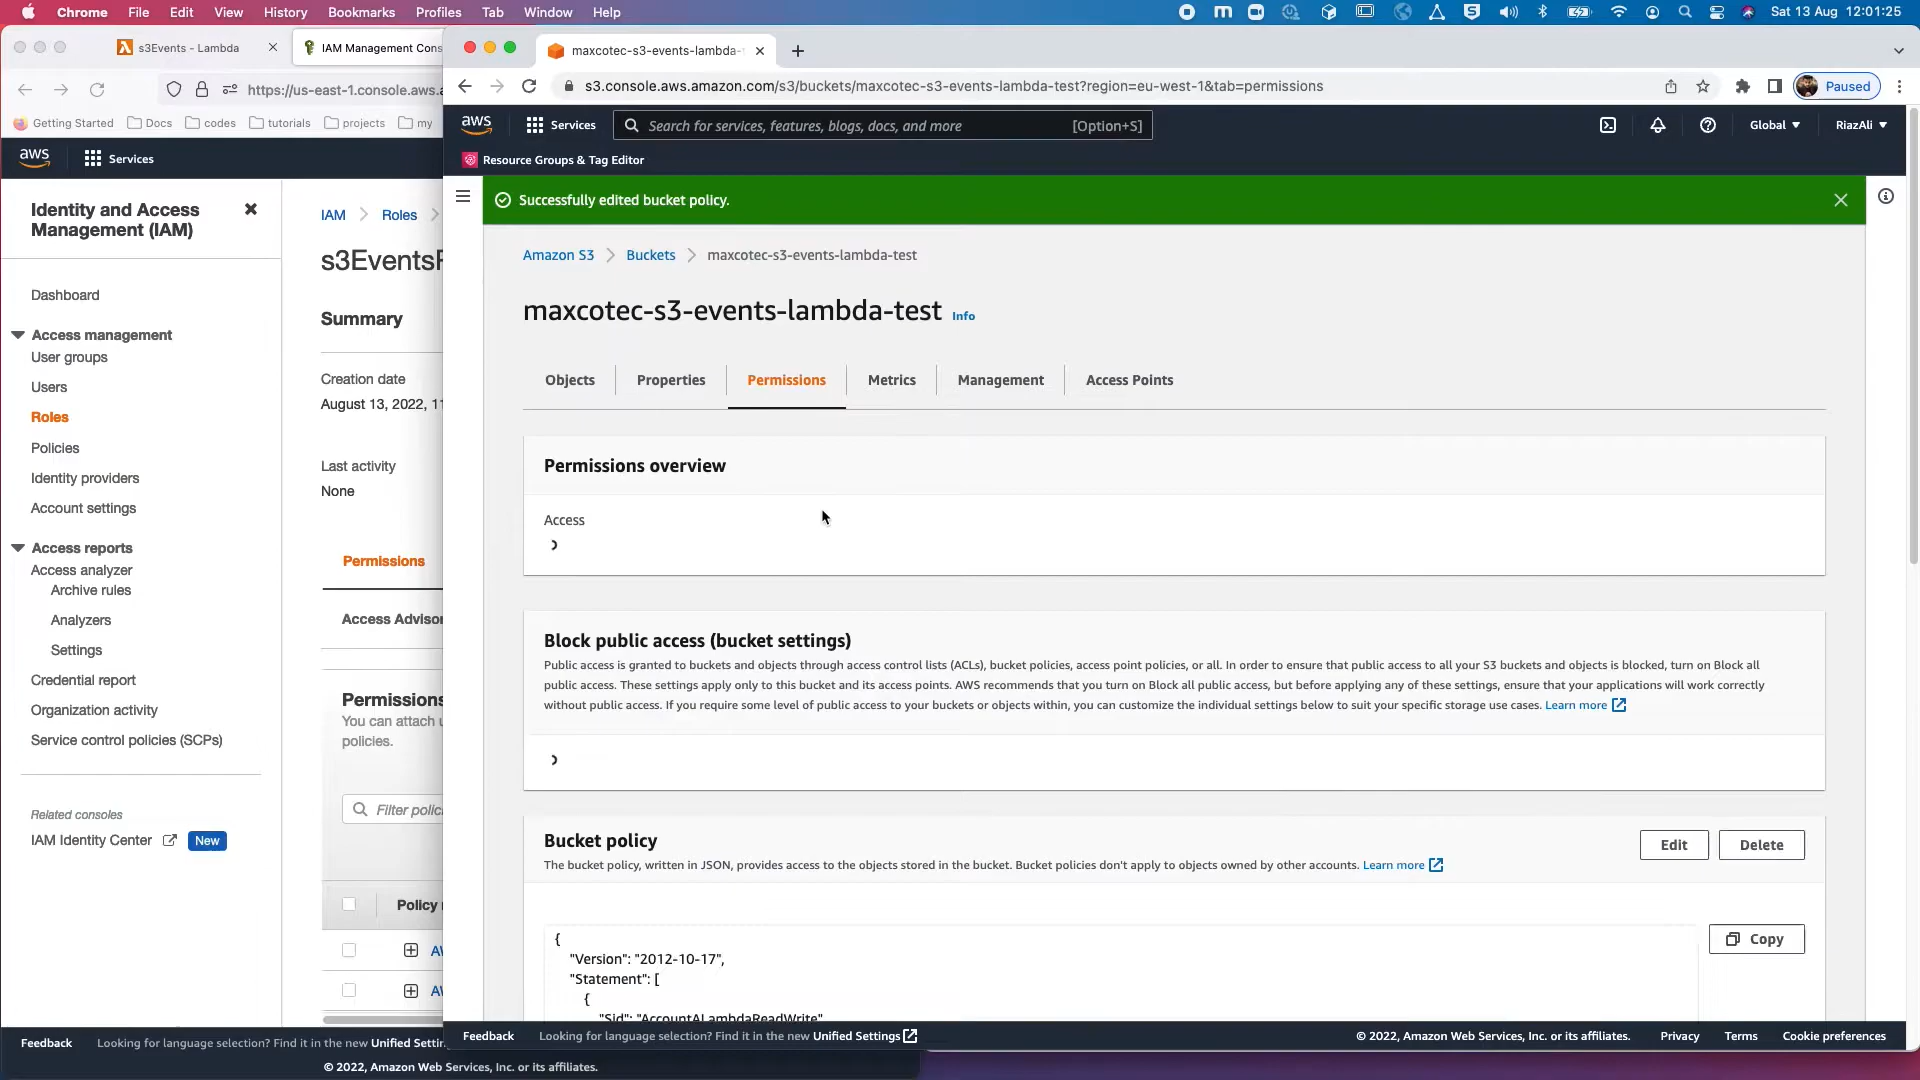 Chrome File Edit View History Bookmarks Profiles Tab Window Help
Sat 13 Aug 12:01:25
s3Events - Lambda
IAM Management Cons
https://us-east-1.console.aws.a
Getting Started Docs codes tutorials projects my
aws Services
Identity and Access
Management (IAM)
Dashboard
Access management
User groups
Users
Roles
Policies
Identity providers
Account settings
Access reports
Access analyzer
Archive rules
Analyzers
Settings
Credential report
Organization activity
Service control policies (SCPs)
Related consoles
IAM Identity Center New
IAM Roles
s3EventsR
Summary
Creation date
August 13, 2022, 11
Last activity
None
Permissions
Access Advisor
Permissions
You can attach u
policies.
Filter polic
Policy
AW
AW
Feedback Looking for language selection? Find it in the new Unified Settin
© 2022, Amazon Web Services, Inc. or its affiliates.
maxcotec-s3-events-lambda-
s3.console.aws.amazon.com/s3/buckets/maxcotec-s3-events-lambda-test?region=eu-west-1&tab=permissions
Paused
aws Services Search for services, features, blogs, docs, and more [Option+S] Global RiazAli
Resource Groups & Tag Editor
Successfully edited bucket policy.
Amazon S3 Buckets maxcotec-s3-events-lambda-test
maxcotec-s3-events-lambda-test Info
Objects Properties Permissions Metrics Management Access Points
Permissions overview
Access
Block public access (bucket settings)
Public access is granted to buckets and objects through access control lists (ACLs), bucket policies, access point policies, or all. In order to ensure that public access to all your S3 buckets and objects is blocked, turn on Block all
public access. These settings apply only to this bucket and its access points. AWS recommends that you turn on Block all public access, but before applying any of these settings, ensure that your applications will work correctly
without public access. If you require some level of public access to your buckets or objects within, you can customize the individual settings below to suit your specific storage use cases. Learn more
Bucket policy
Edit Delete
The bucket policy, written in JSON, provides access to the objects stored in the bucket. Bucket policies don't apply to objects owned by other accounts. Learn more
Copy
{
"Version": "2012-10-17",
"Statement": [
{
"Sid": "AccountALambdaReadWrite"
Feedback Looking for language selection? Find it in the new Unified Settings
© 2022, Amazon Web Services, Inc. or its affiliates. Privacy Terms Cookie preferences